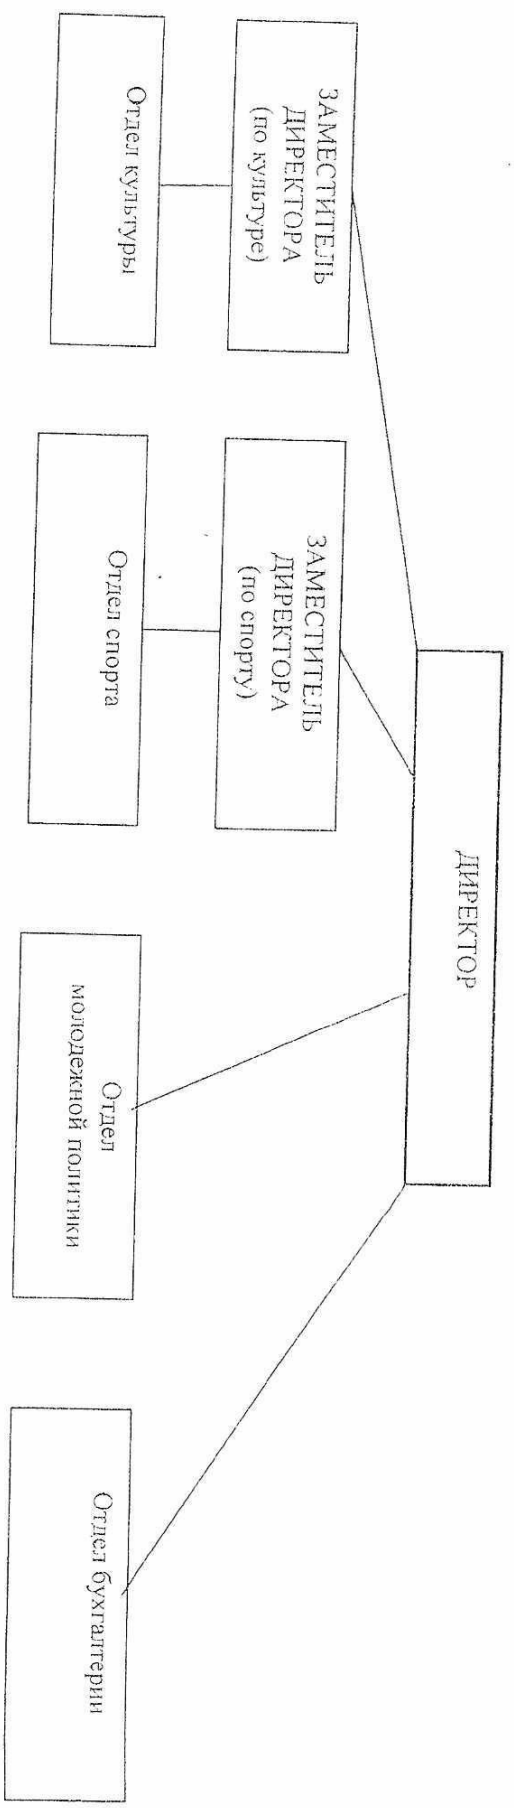 ДИРЕКТОР
ЗАМЕСТИТЕЛЬ
ДИРЕКТОРА
(по культуре)
ЗАМЕСТИТЕЛЬ
ДИРЕКТОРА
(по спорту)
Отдел культуры
Отдел спорта
Отдел
молодежной политики
Отдел бухгалтерии